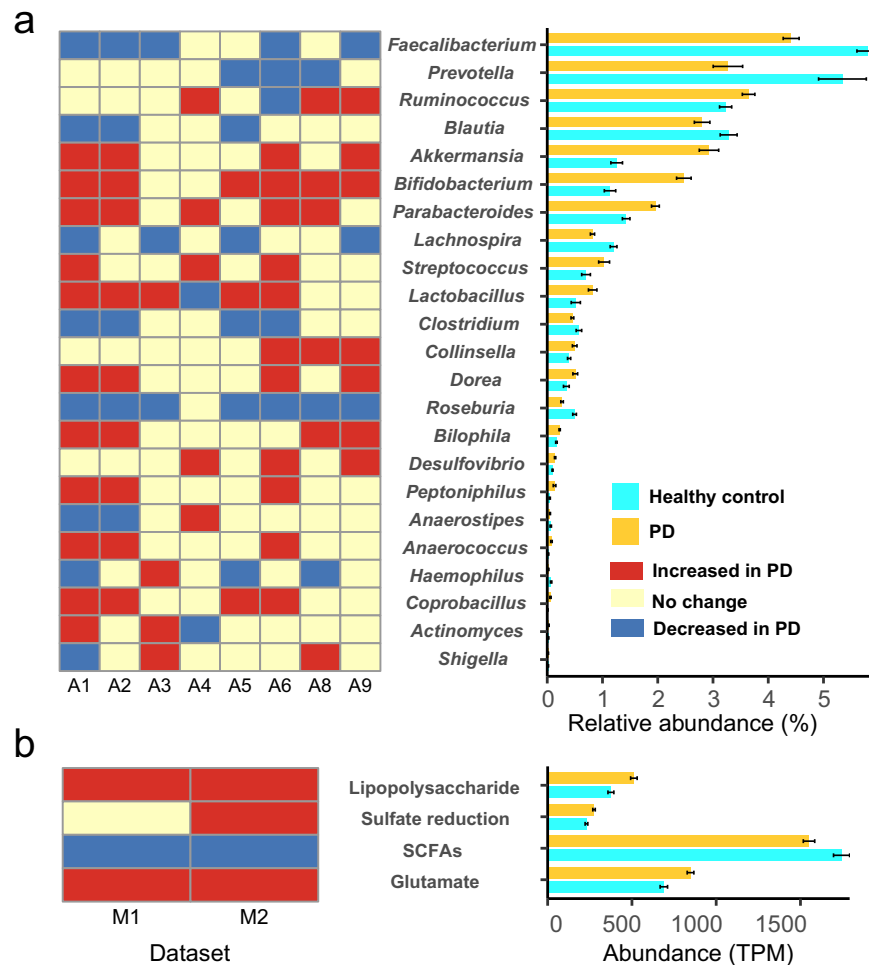 a
Faecalibacterium
Prevotella
Ruminococcus
Blautia
Akkermansia
Bifidobacterium
Parabacteroides
Lachnospira
Streptococcus
Lactobacillus
Clostridium
Collinsella
Dorea
Roseburia
Bilophila
Desulfovibrio
Peptoniphilus
Anaerostipes
Anaerococcus
Haemophilus
Coprobacillus
Actinomyces
Shigella
Healthy control
PD
Increased in PD
No change
Decreased in PD
A1 A2 A3 A4 A5 A6 A8 A9
0 1 2 3 4 5
Relative abundance (%)
b
Lipopolysaccharide
Sulfate reduction
SCFAs
Glutamate
M1 M2
Dataset
0 500 1000 1500
Abundance (TPM)